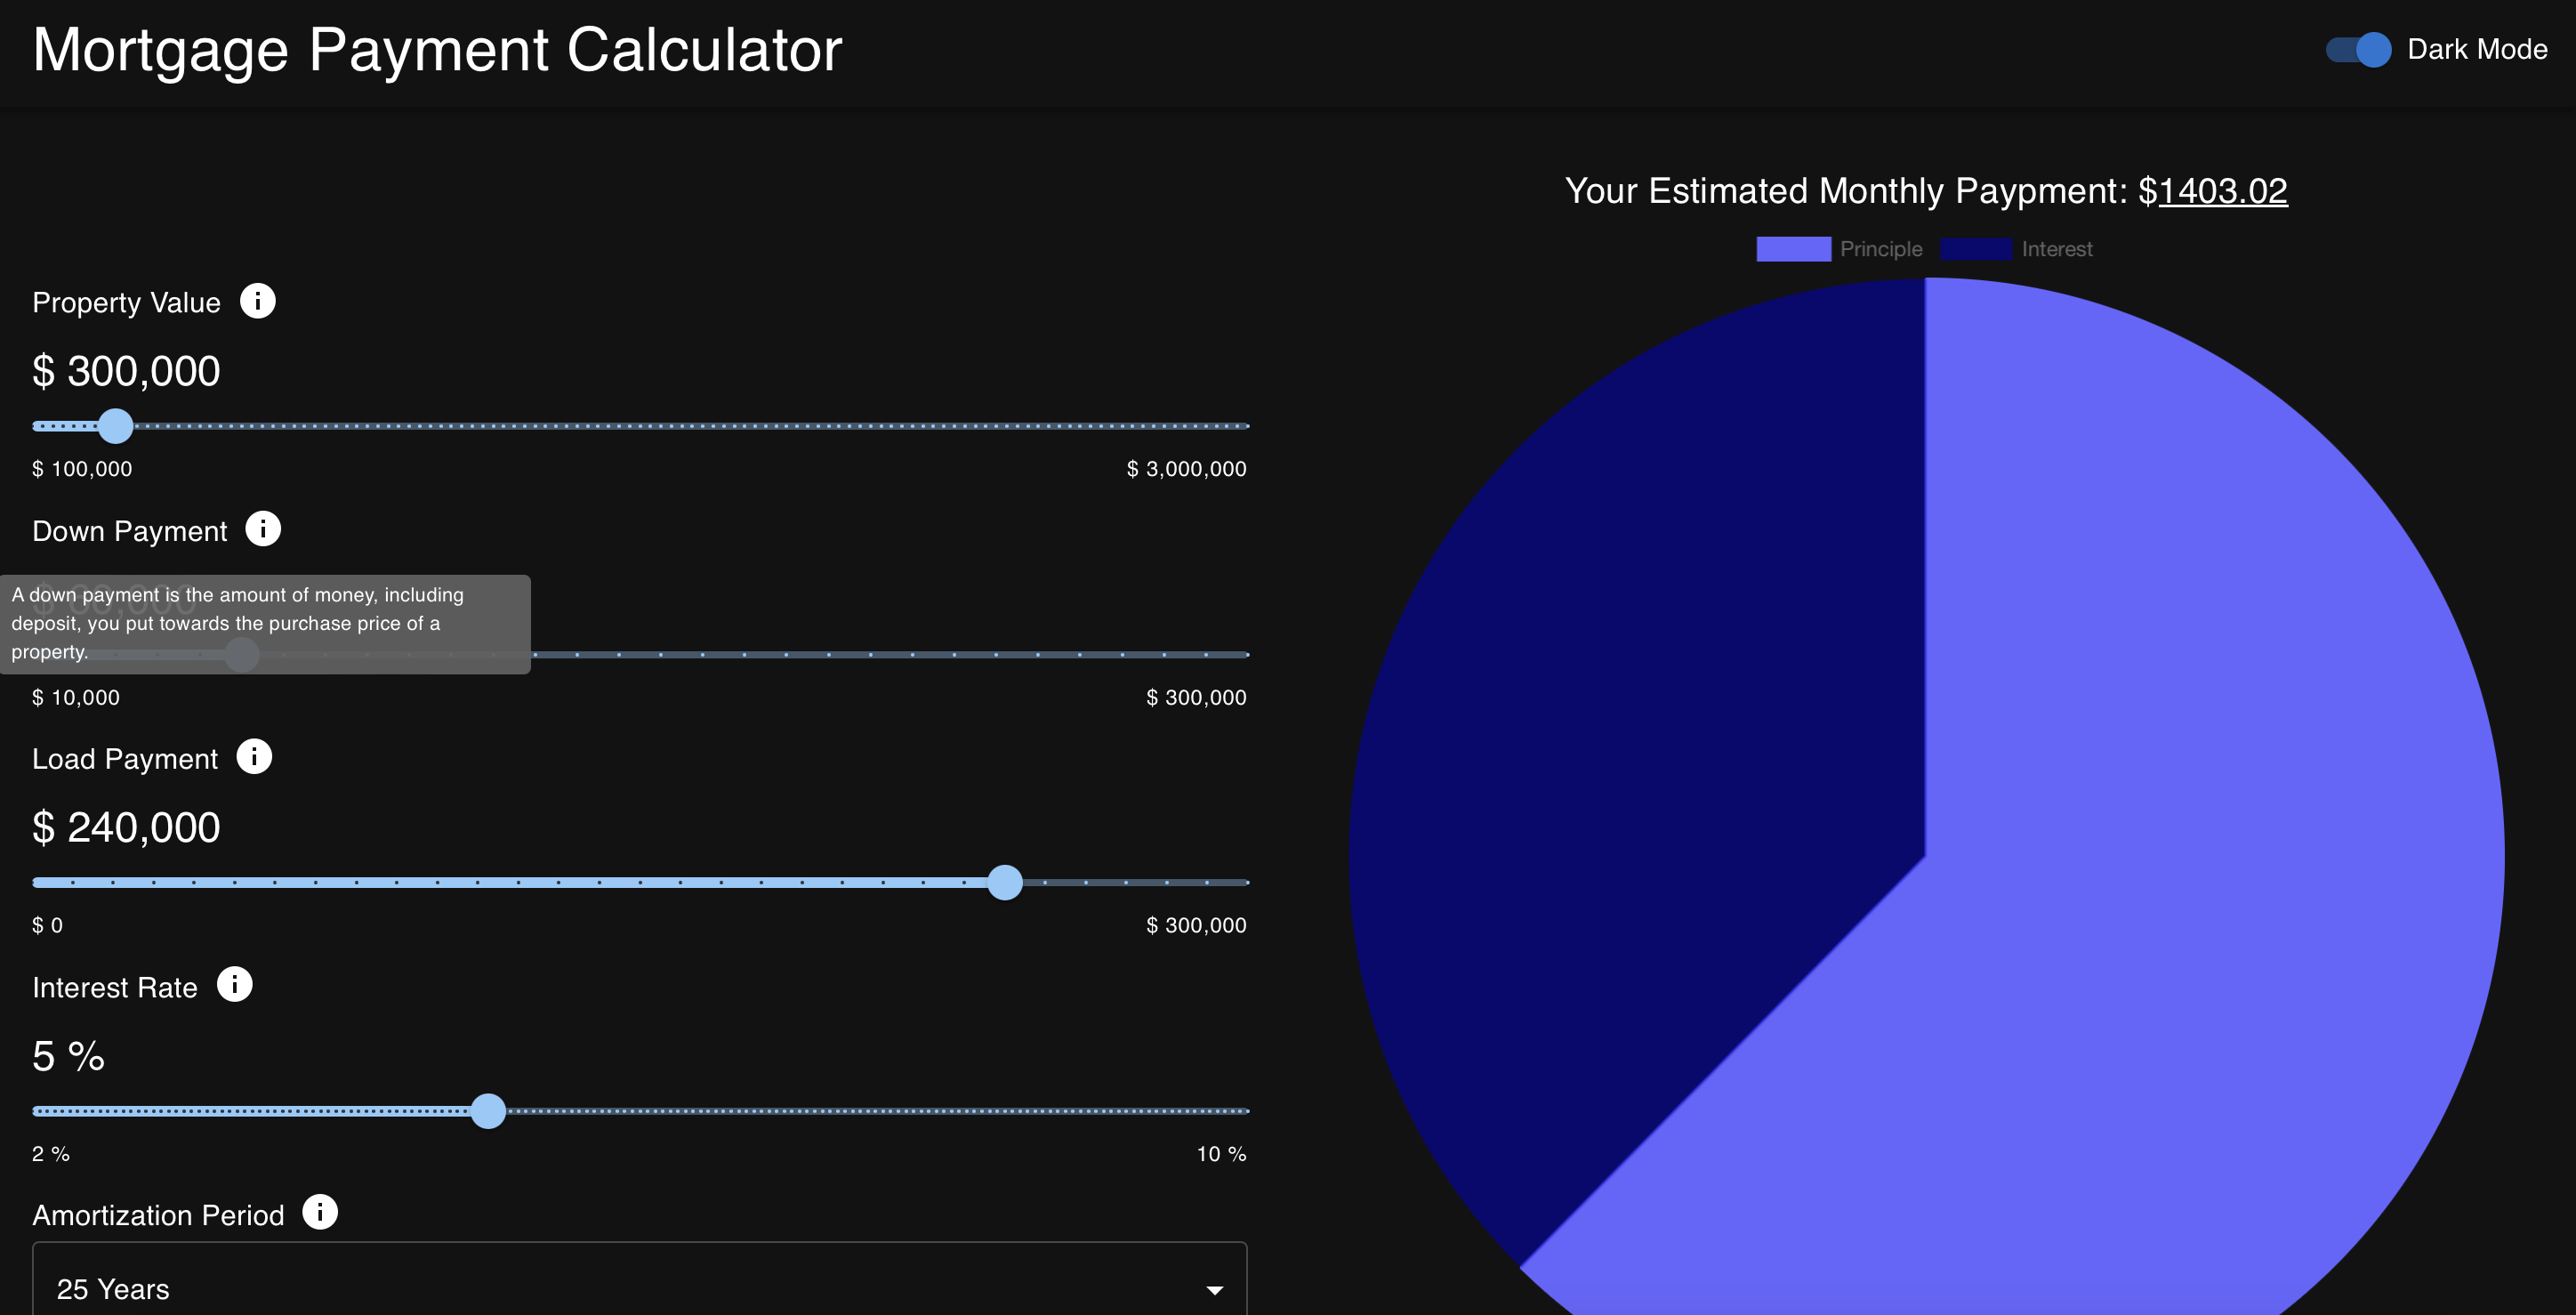 Mortgage Payment Calculator
Dark Mode
Property Value
$ 300,000
$ 100,000 $ 3,000,000
Down Payment
A down payment is the amount of money, including
deposit, you put towards the purchase price of a
property.
$ 10,000 $ 300,000
Load Payment
$ 240,000
$ 0 $ 300,000
Interest Rate
5 %
2 % 10 %
Amortization Period
25 Years
Your Estimated Monthly Paypment: $1403.02
Principle Interest